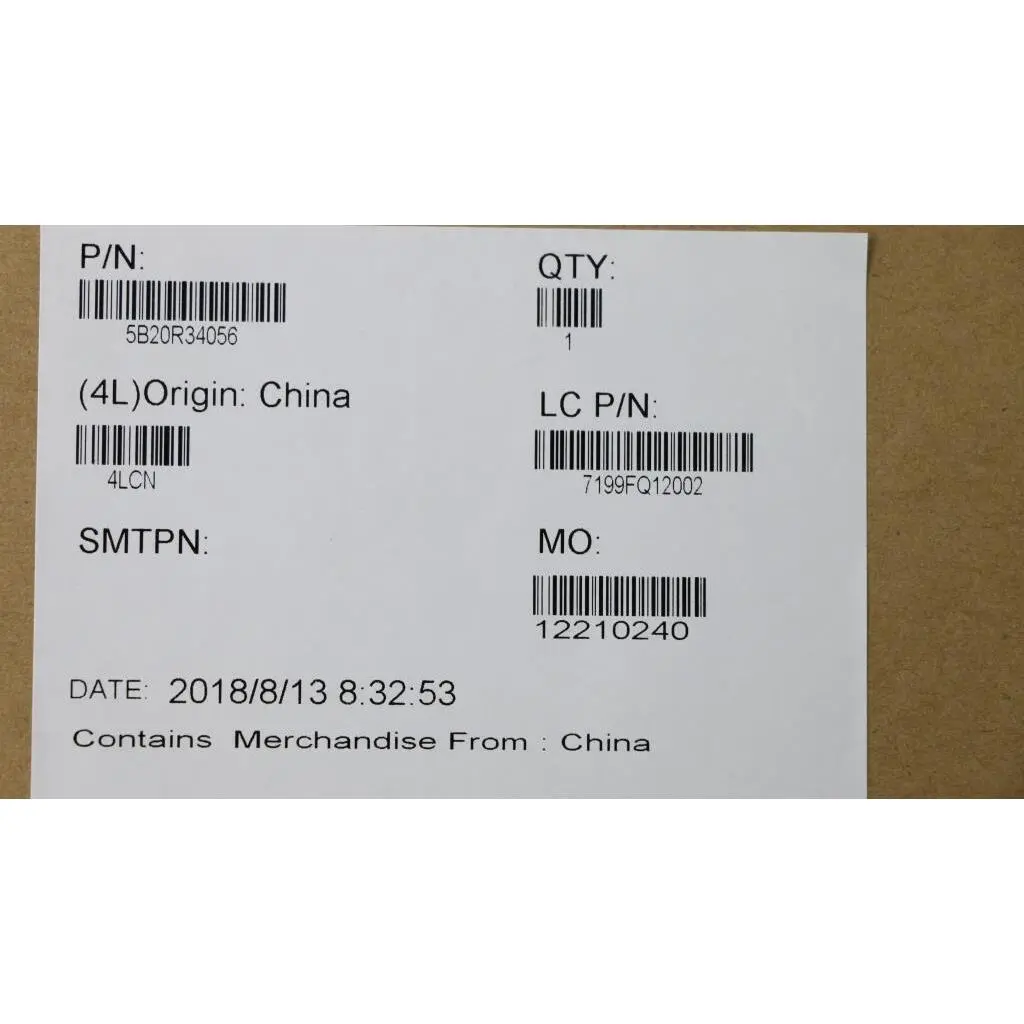 P/N:
5B20R34056
QTY:
1
(4L)Origin: China
4LCN
LC P/N:
7199FQ12002
SMTPN:
MO:
12210240
DATE: 2018/8/13 8:32:53
Contains Merchandise From : China